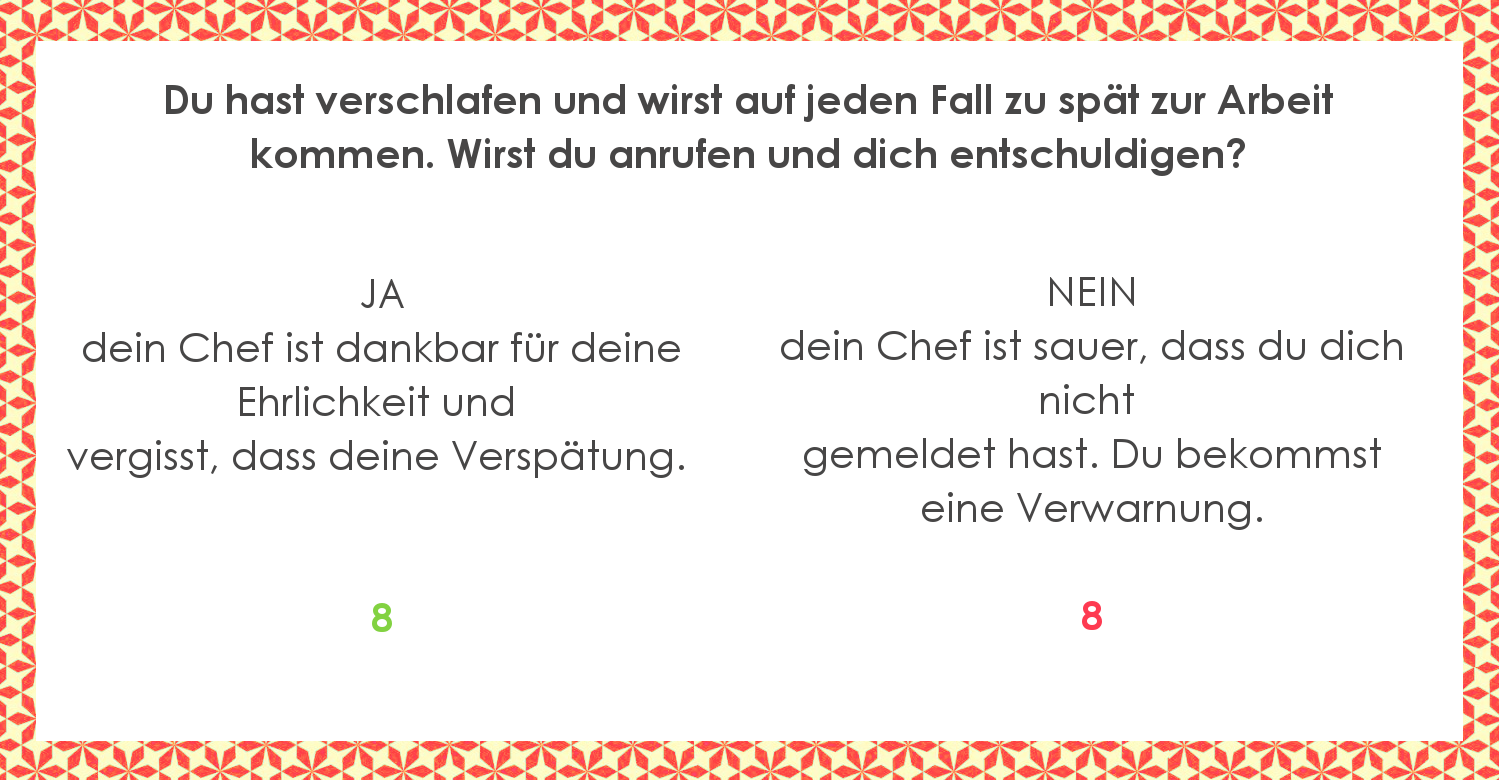 Du hast verschlafen und wirst auf jeden Fall zu spät zur Arbeit
kommen. Wirst du anrufen und dich entschuldigen?
JA
dein Chef ist dankbar für deine
Ehrlichkeit und
vergisst, dass deine Verspätung.
8
NEIN
dein Chef ist sauer, dass du dich
nicht
gemeldet hast. Du bekommst
eine Verwarnung.
8